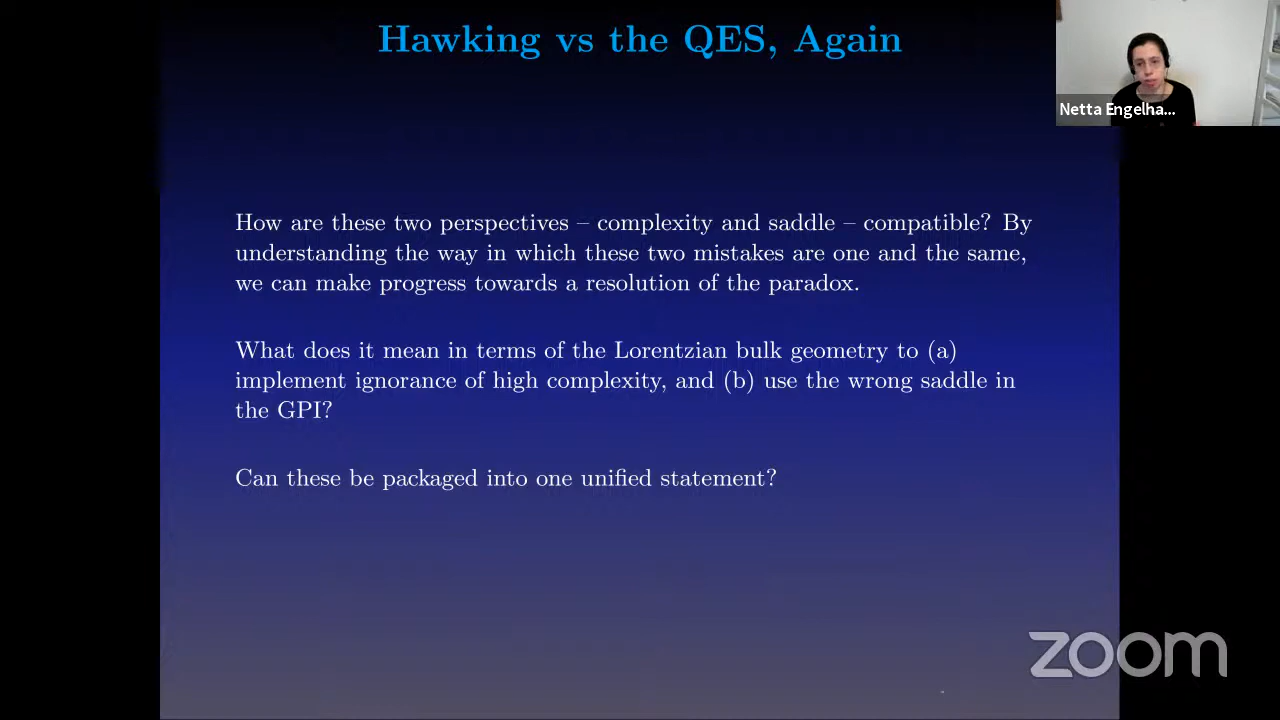 Hawking vs the QES, Again
Netta Engelha...
How are these two perspectives – complexity and saddle – compatible? By
understanding the way in which these two mistakes are one and the same,
we can make progress towards a resolution of the paradox.
What does it mean in terms of the Lorentzian bulk geometry to (a)
implement ignorance of high complexity, and (b) use the wrong saddle in
the GPI?
Can these be packaged into one unified statement?
zoom